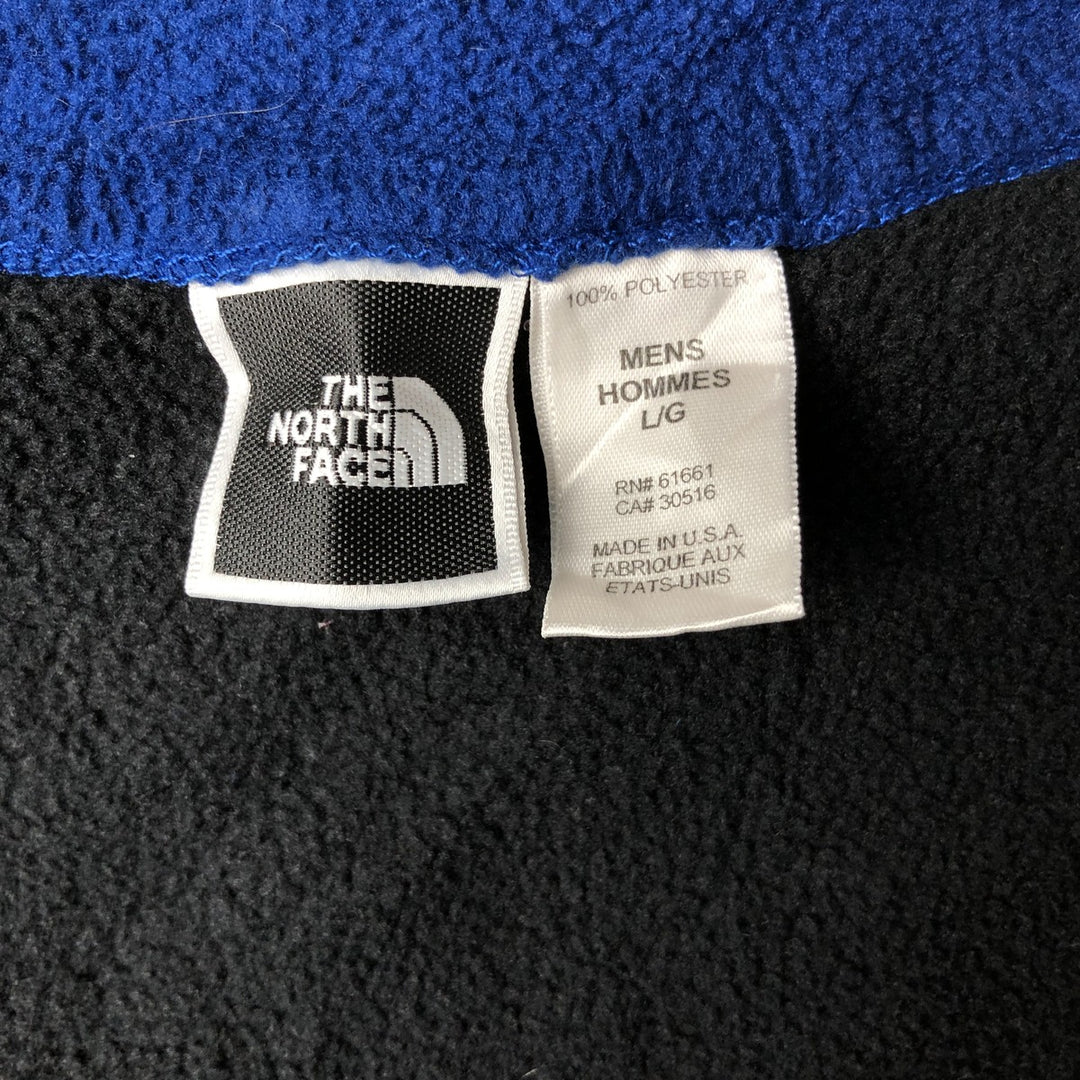 THE
NORTH
FACE
100% POLYESTER
MENS
HOMMES
L/G
RN# 61661
CA# 30516
MADE IN U.S.A.
FABRIQUE AUX
ETATS-UNIS